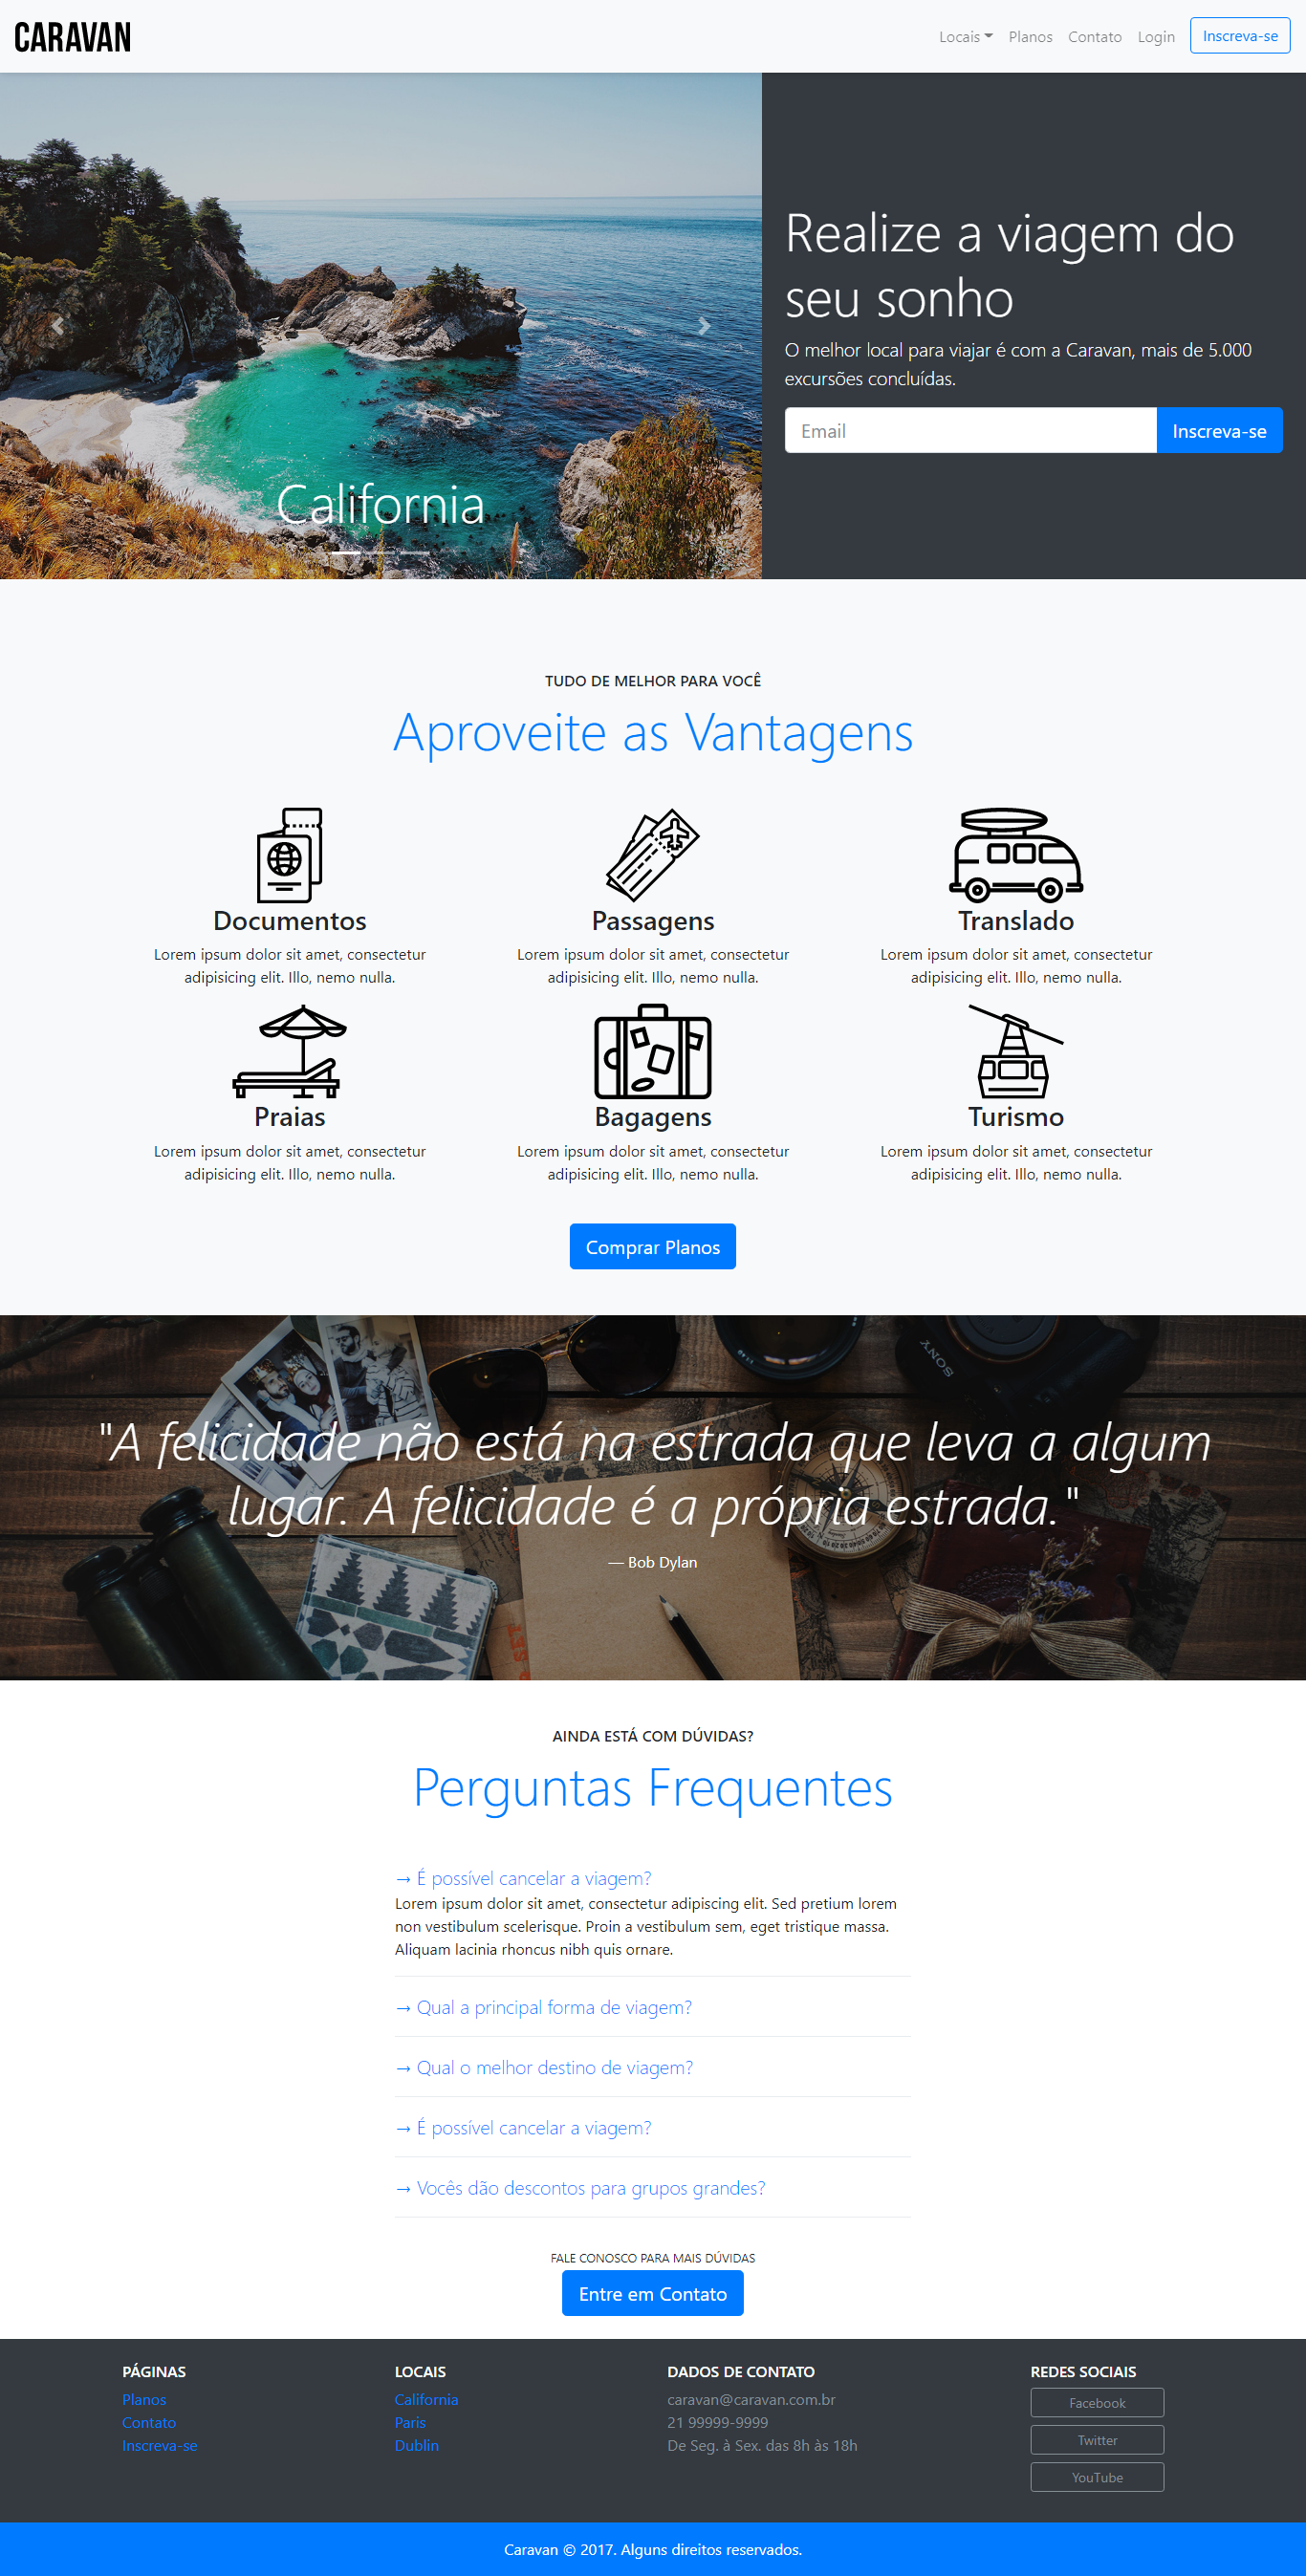 CARAVAN
Locais Planos Contato Login Inscreva-se
Realize a viagem do
seu sonho
O melhor local para viajar é com a Caravan, mais de 5.000
excursões concluídas.
Email Inscreva-se
California
TUDO DE MELHOR PARA VOCÊ
Aproveite as Vantagens
Documentos
Lorem ipsum dolor sit amet, consectetur
adipisicing elit. Illo, nemo nulla.
Passagens
Lorem ipsum dolor sit amet, consectetur
adipisicing elit. Illo, nemo nulla.
Translado
Lorem ipsum dolor sit amet, consectetur
adipisicing elit. Illo, nemo nulla.
Praias
Lorem ipsum dolor sit amet, consectetur
adipisicing elit. Illo, nemo nulla.
Bagagens
Lorem ipsum dolor sit amet, consectetur
adipisicing elit. Illo, nemo nulla.
Turismo
Lorem ipsum dolor sit amet, consectetur
adipisicing elit. Illo, nemo nulla.
Comprar Planos
SONY
"A felicidade não está na estrada que leva a algum
lugar. A felicidade é a própria estrada."
— Bob Dylan
AINDA ESTÁ COM DÚVIDAS?
Perguntas Frequentes
→ É possível cancelar a viagem?
Lorem ipsum dolor sit amet, consectetur adipiscing elit. Sed pretium lorem
non vestibulum scelerisque. Proin a vestibulum sem, eget tristique massa.
Aliquam lacinia rhoncus nibh quis ornare.
→ Qual a principal forma de viagem?
→ Qual o melhor destino de viagem?
→ É possível cancelar a viagem?
→ Vocês dão descontos para grupos grandes?
FALE CONOSCO PARA MAIS DÚVIDAS
Entre em Contato
PÁGINAS
Planos
Contato
Inscreva-se
LOCAIS
California
Paris
Dublin
DADOS DE CONTATO
caravan@caravan.com.br
21 99999-9999
De Seg. à Sex. das 8h às 18h
REDES SOCIAIS
Facebook
Twitter
YouTube
Caravan © 2017. Alguns direitos reservados.